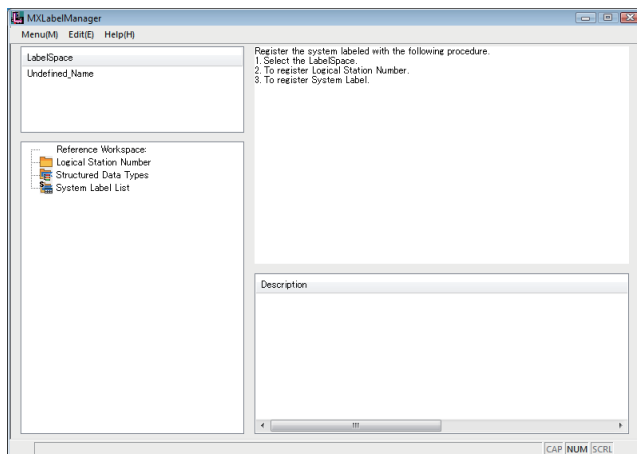 MXLabelManager
Menu(M) Edit(E) Help(H)
LabelSpace
Undefined_Name
Reference Workspace:
Logical Station Number
Structured Data Types
System Label List
Register the system labeled with the following procedure.
1. Select the LabelSpace.
2. To register Logical Station Number.
3. To register System Label.
Description
CAP NUM SCRL